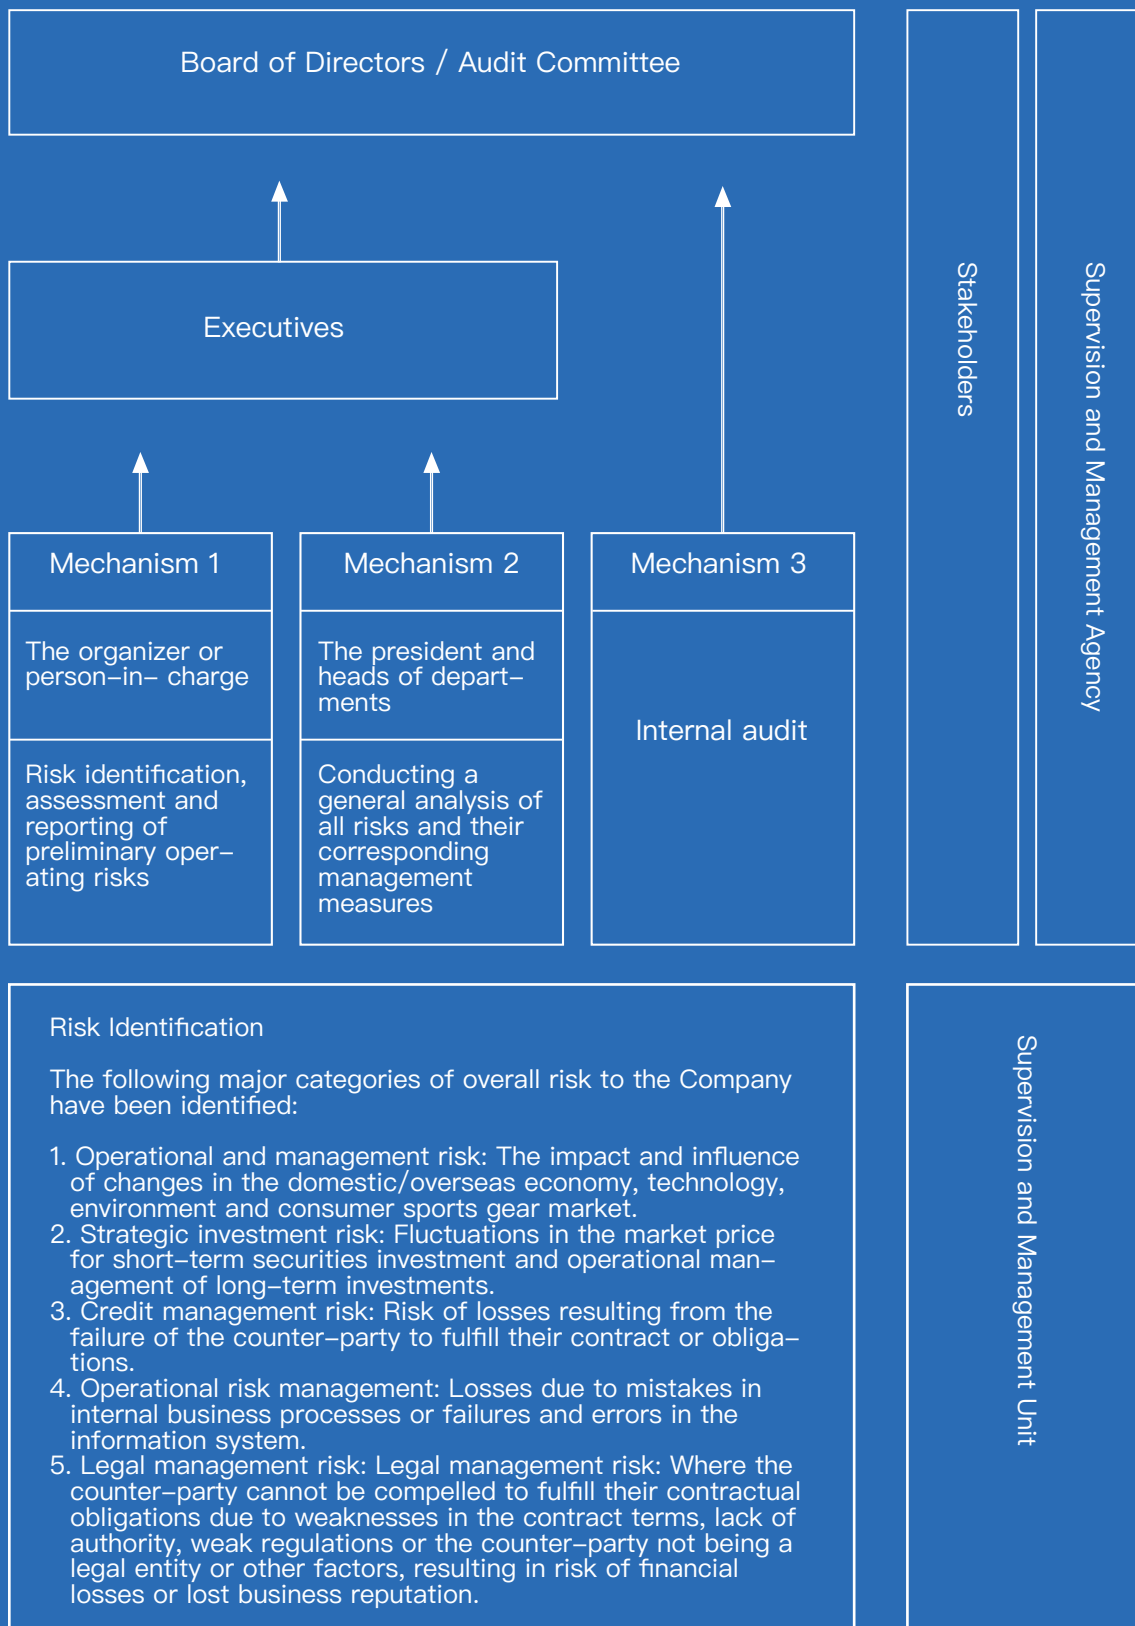 Board of Directors / Audit Committee
Executives
Mechanism 1
The organizer or
person–in– charge
Risk identification,
assessment and
reporting of
preliminary oper–
ating risks
Mechanism 2
The president and
heads of depart–
ments
Conducting a
general analysis of
all risks and their
corresponding
management
measures
Mechanism 3
Internal audit
Stakeholders
Supervision and Management Agency
Risk Identification
The following major categories of overall risk to the Company
have been identified:
1. Operational and management risk: The impact and influence
of changes in the domestic/overseas economy, technology,
environment and consumer sports gear market.
2. Strategic investment risk: Fluctuations in the market price
for short–term securities investment and operational man–
agement of long–term investments.
3. Credit management risk: Risk of losses resulting from the
failure of the counter–party to fulfill their contract or obliga–
tions.
4. Operational risk management: Losses due to mistakes in
internal business processes or failures and errors in the
information system.
5. Legal management risk: Legal management risk: Where the
counter–party cannot be compelled to fulfill their contractual
obligations due to weaknesses in the contract terms, lack of
authority, weak regulations or the counter–party not being a
legal entity or other factors, resulting in risk of financial
losses or lost business reputation.
Supervision and Management Unit